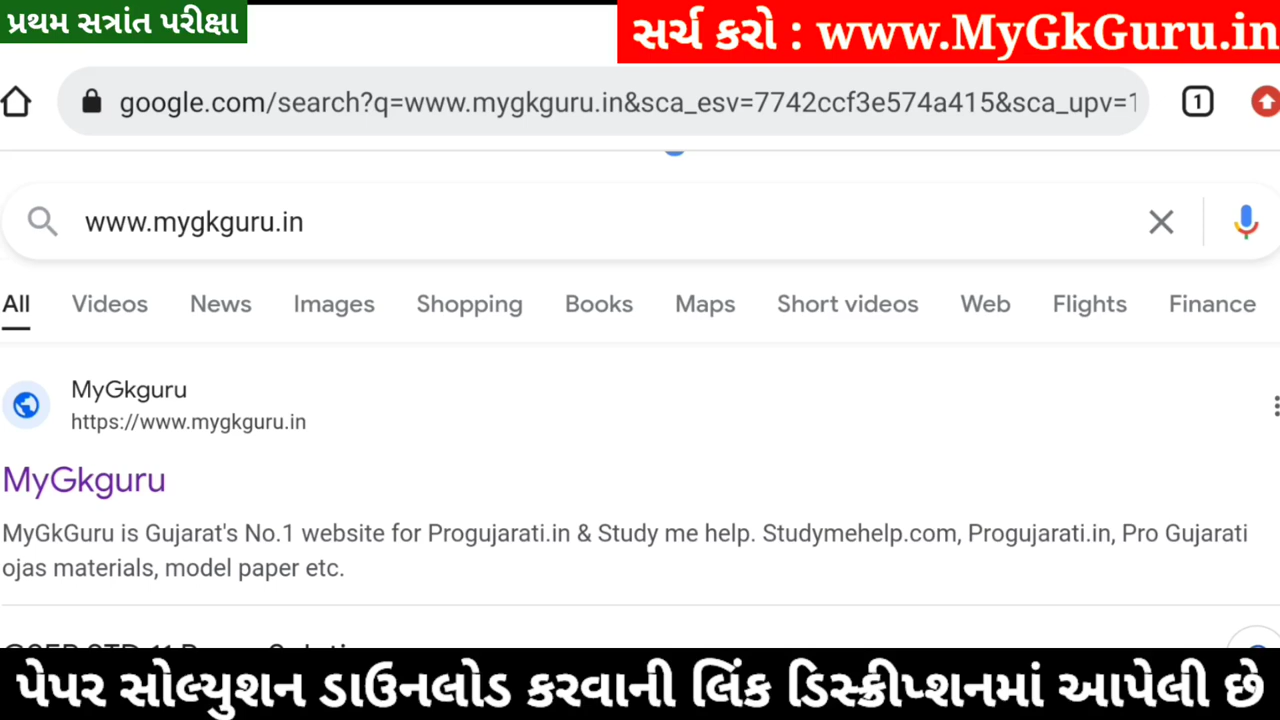 પ્રથમ સત્રાંત પરીક્ષા
સર્ચ કરો : www.MyGkGuru.in
google.com/search?q=www.mygkguru.in&sca_esv=7742ccf3e574a415&sca_upv=1
1
www.mygkguru.in
All Videos News Images Shopping Books Maps Short videos Web Flights Finance
MyGkguru
https://www.mygkguru.in
MyGkguru
MyGkGuru is Gujarat's No.1 website for Progujarati.in & Study me help. Studymehelp.com, Progujarati.in, Pro Gujarati
ojas materials, model paper etc.
પેપર સોલ્યુશન ડાઉનલોડ કરવાની લિંક ડિસ્ક્રીપ્શનમાં આપેલી છે